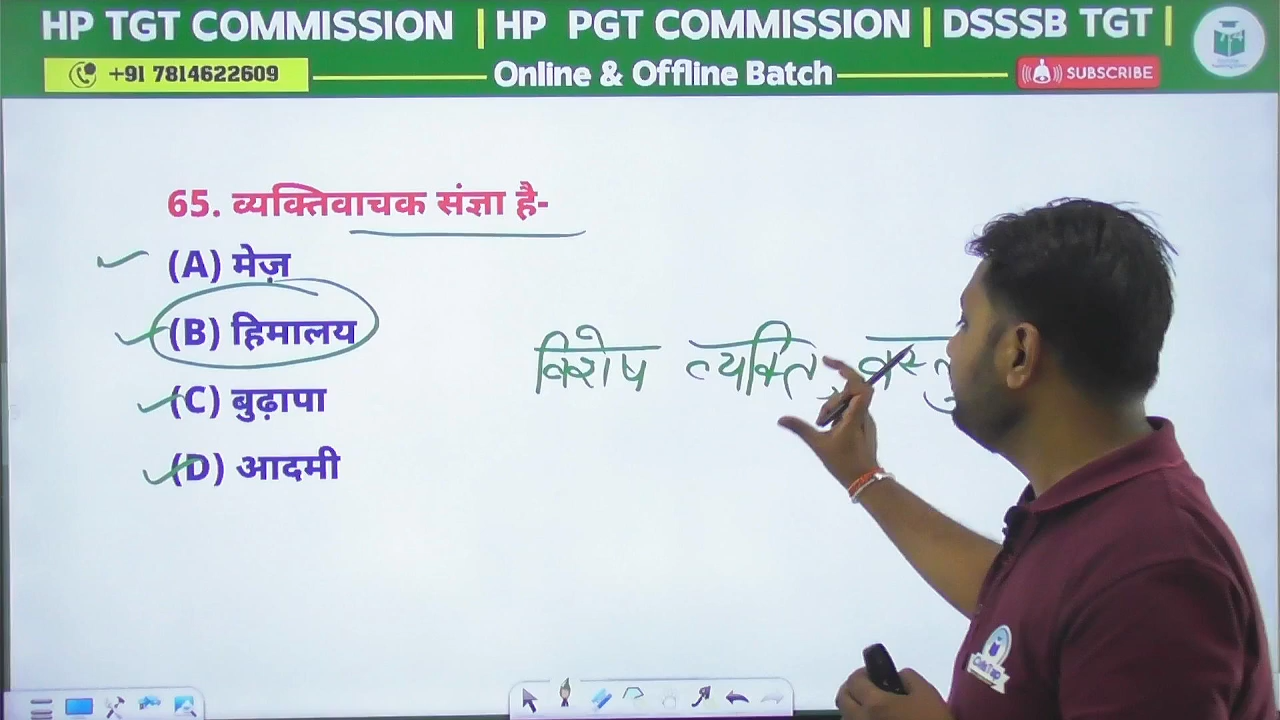 HP TGT COMMISSION | HP PGT COMMISSION | DSSSB TGT |
+91 7814622609
Online & Offline Batch
SUBSCRIBE
65. व्यक्तिवाचक संज्ञा है-
(A) मेज़
(B) हिमालय
(C) बुढ़ापा
(D) आदमी
विशेष व्यक्ति, वस्तु